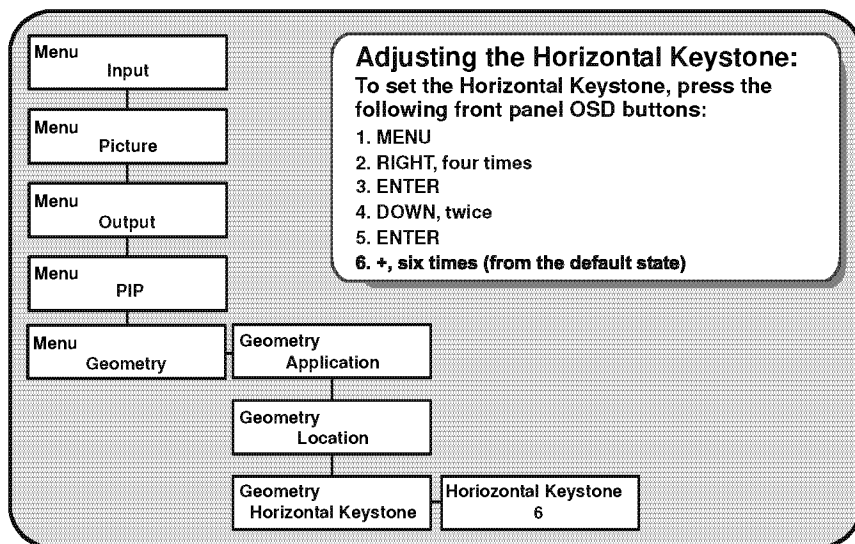 Menu
Input
Menu
Picture
Menu
Output
Menu
PIP
Menu
Geometry
Geometry
Application
Geometry
Location
Geometry
Horizontal Keystone
Horiozontal Keystone
6
Adjusting the Horizontal Keystone:
To set the Horizontal Keystone, press the
following front panel OSD buttons:
1. MENU
2. RIGHT, four times
3. ENTER
4. DOWN, twice
5. ENTER
6. +, six times (from the default state)